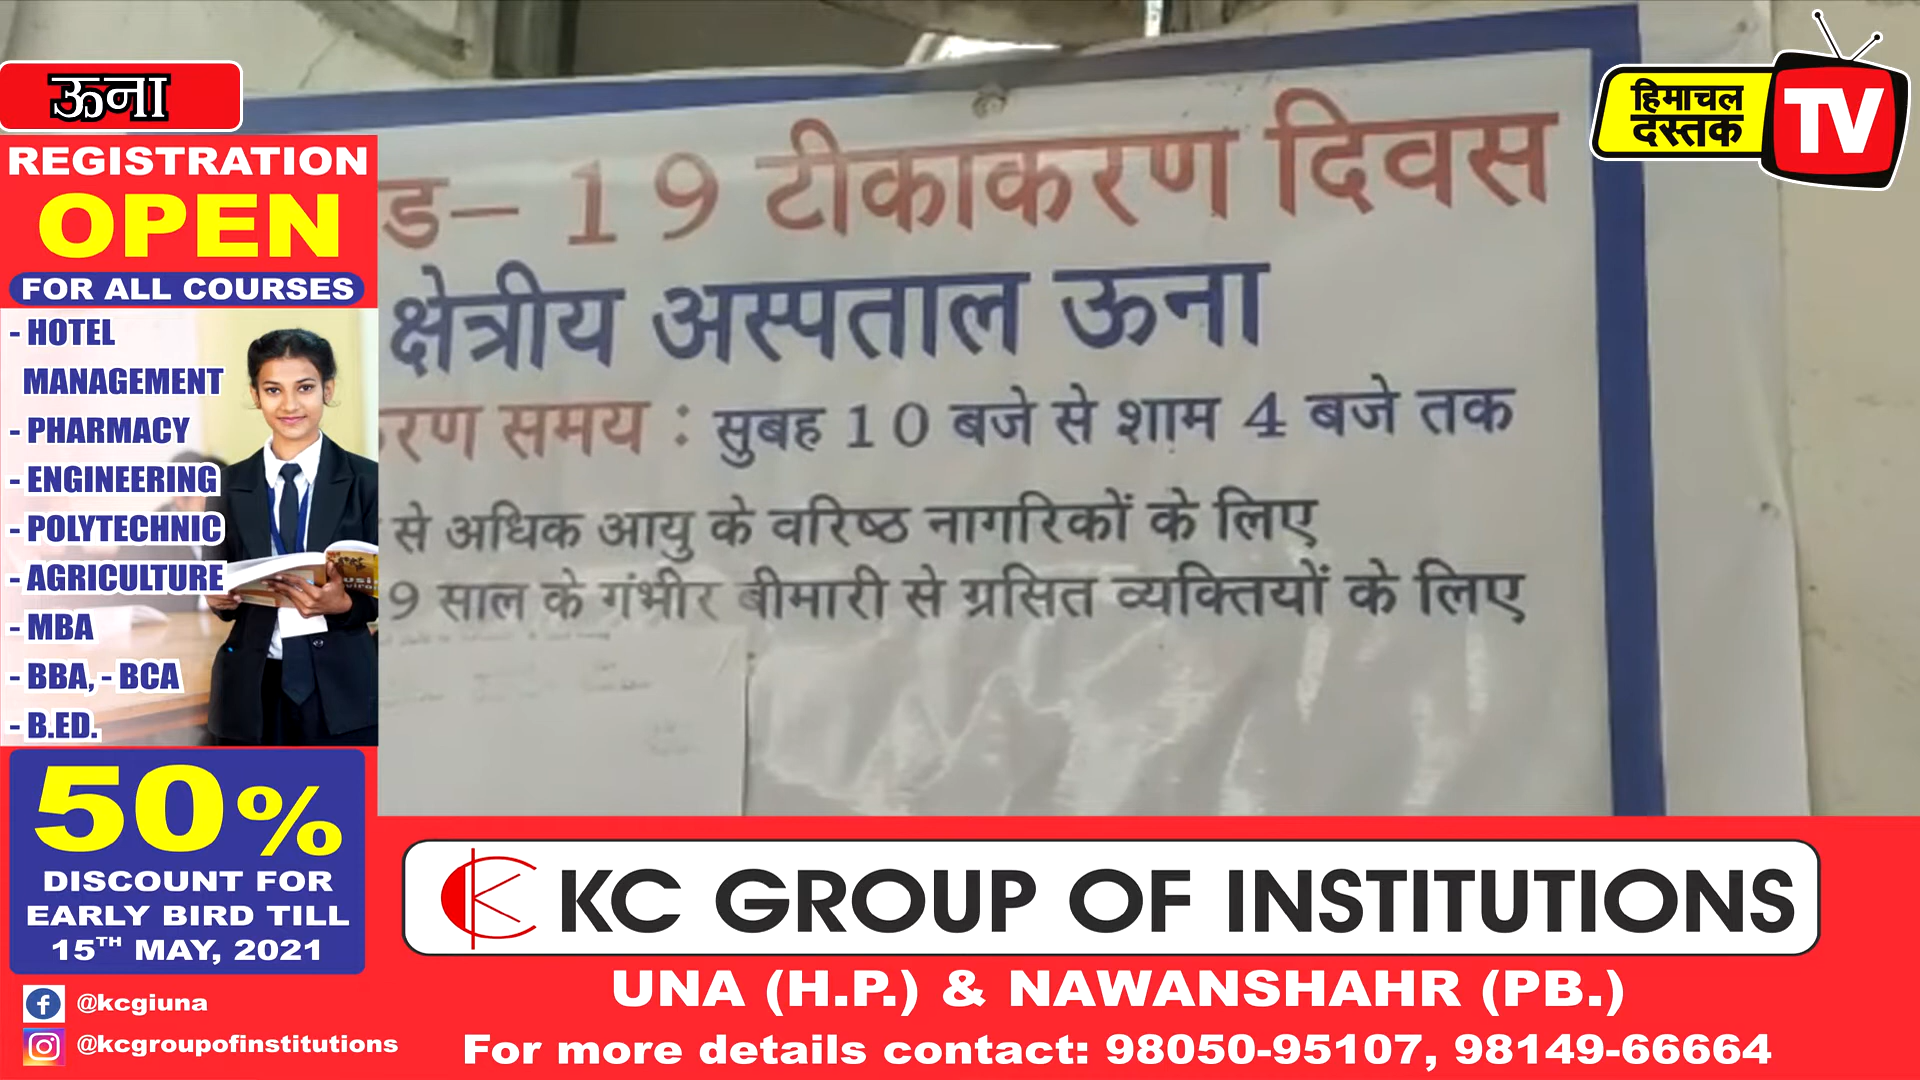 ऊना
हिमाचल
दस्तक
TV
REGISTRATION
OPEN
FOR ALL COURSES
- HOTEL
MANAGEMENT
- PHARMACY
- ENGINEERING
- POLYTECHNIC
- AGRICULTURE
- MBA
- BBA, - BCA
- B.ED.
50%
DISCOUNT FOR
EARLY BIRD TILL
15TH MAY, 2021
@kcgiuna
@kcgroupofinstitutions
ड– 19 टीकाकरण दिवस
क्षेत्रीय अस्पताल ऊना
रण समय : सुबह 10 बजे से शाम 4 बजे तक
से अधिक आयु के वरिष्ठ नागरिकों के लिए
9 साल के गंभीर बीमारी से ग्रसित व्यक्तियों के लिए
KC GROUP OF INSTITUTIONS
UNA (H.P.) & NAWANSHAHR (PB.)
For more details contact: 98050-95107, 98149-66664